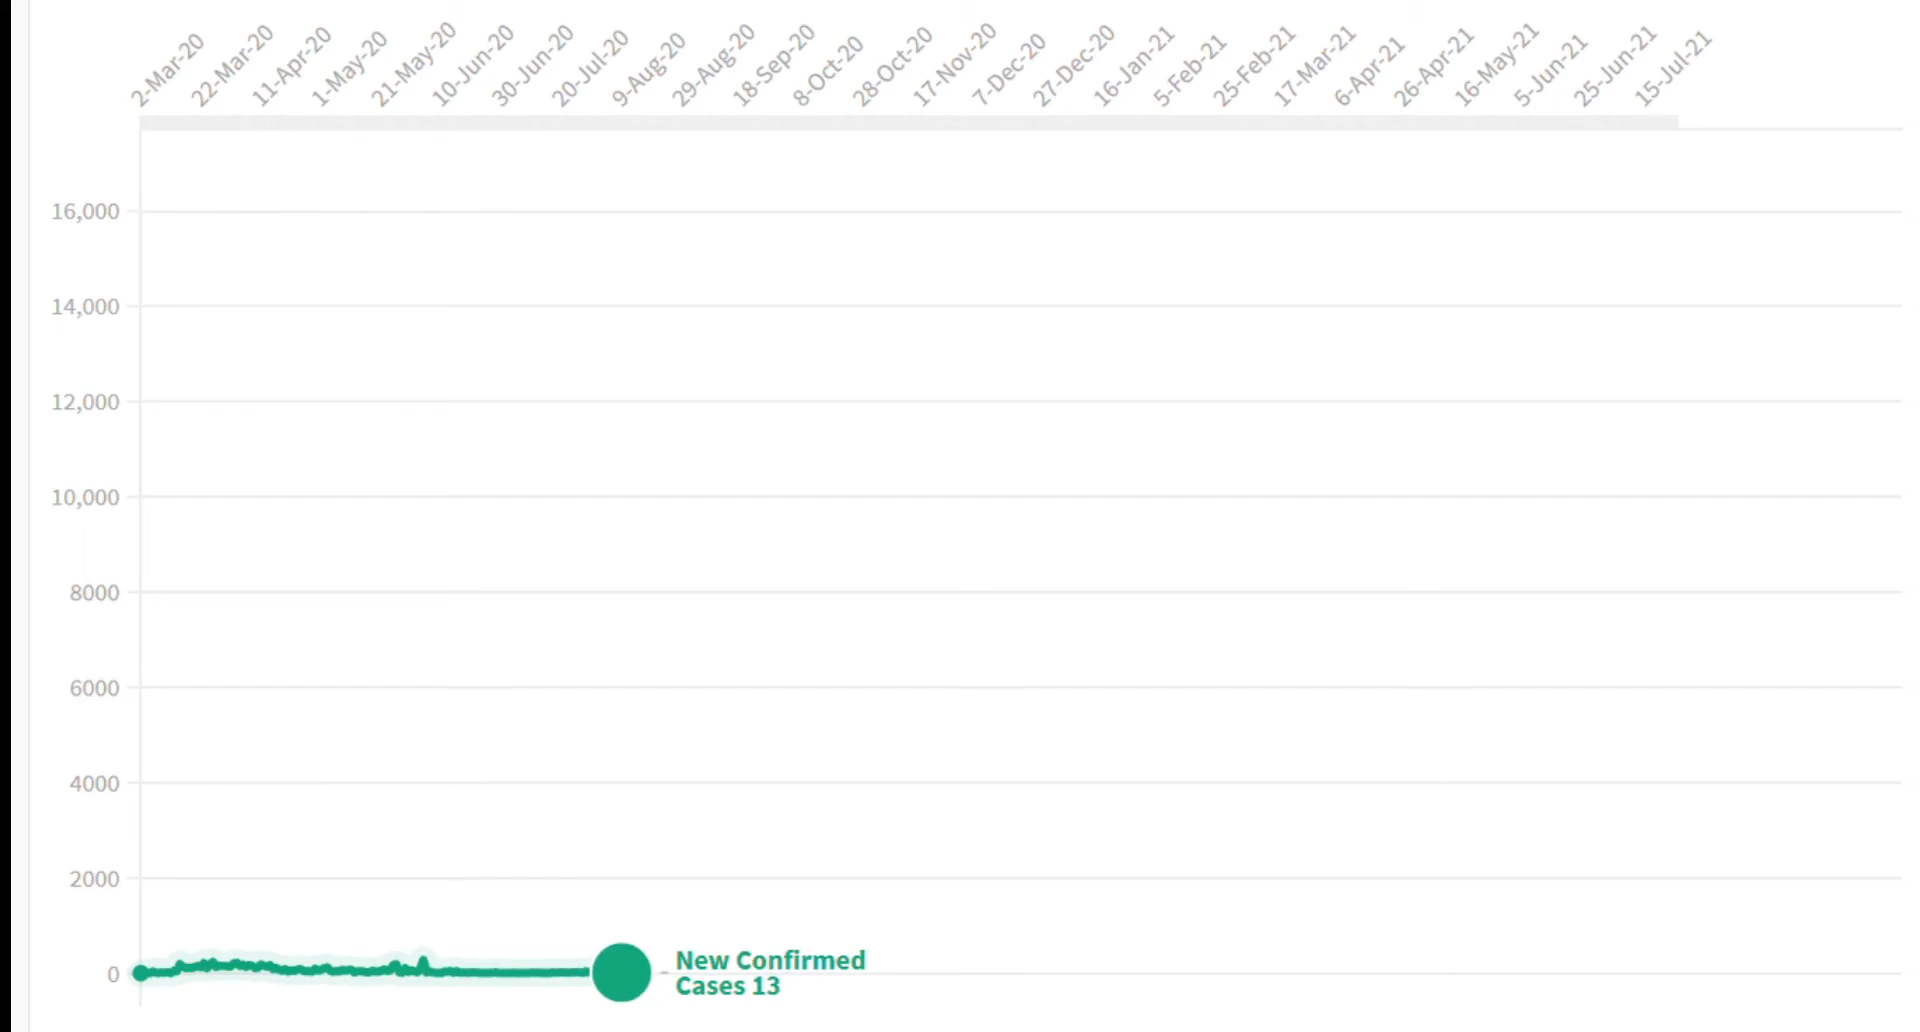 2-Mar-20
22-Mar-20
11-Apr-20
1-May-20
21-May-20
10-Jun-20
30-Jun-20
20-Jul-20
9-Aug-20
29-Aug-20
18-Sep-20
8-Oct-20
28-Oct-20
17-Nov-20
7-Dec-20
27-Dec-20
16-Jan-21
5-Feb-21
25-Feb-21
17-Mar-21
6-Apr-21
26-Apr-21
16-May-21
5-Jun-21
25-Jun-21
15-Jul-21
16,000
14,000
12,000
10,000
8000
6000
4000
2000
0
New Confirmed
Cases 13